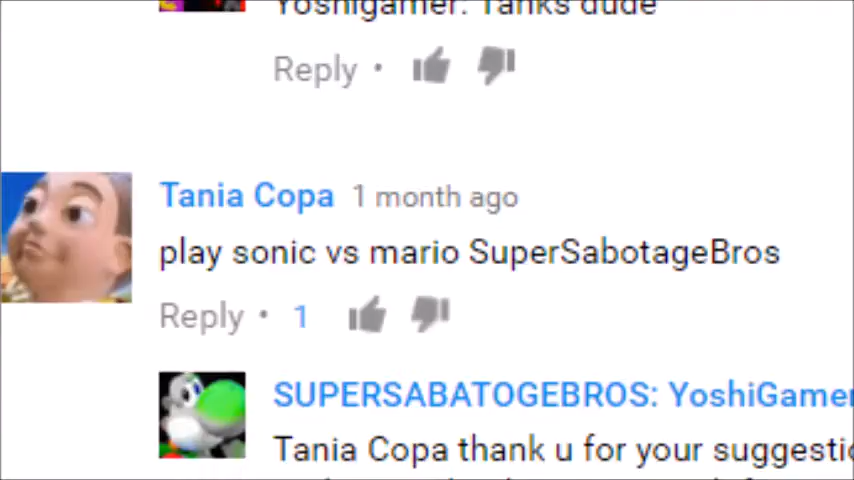 Yoshigamer: Tanks dude
Reply •
Tania Copa 1 month ago
play sonic vs mario SuperSabotageBros
Reply • 1
SUPERSABATOGEBROS: YoshiGamer
Tania Copa thank u for your suggestio